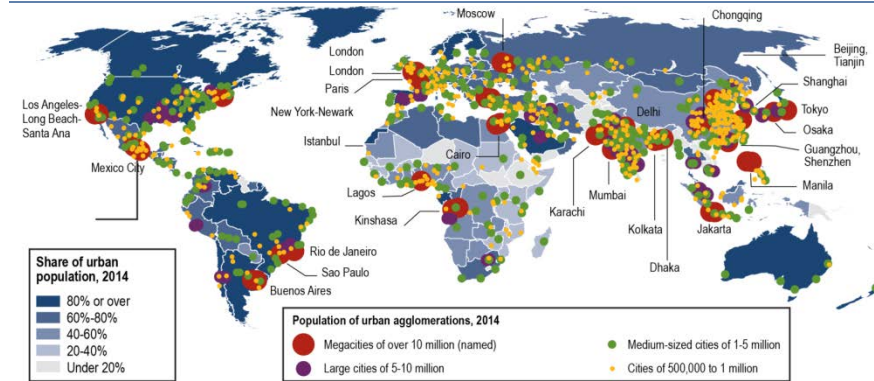 Moscow
Chongqing
London
London
Paris
Beijing,
Tianjin
Shanghai
Los Angeles-
Long Beach-
Santa Ana
New York-Newark
Delhi
Tokyo
Osaka
Istanbul
Cairo
Guangzhou,
Shenzhen
Mexico City
Lagos
Karachi
Mumbai
Manila
Kinshasa
Kolkata
Jakarta
Rio de Janeiro
Sao Paulo
Dhaka
Buenos Aires
Share of urban
population, 2014
80% or over
60%-80%
40-60%
20-40%
Under 20%
Population of urban agglomerations, 2014
Megacities of over 10 million (named)
Large cities of 5-10 million
Medium-sized cities of 1-5 million
Cities of 500,000 to 1 million